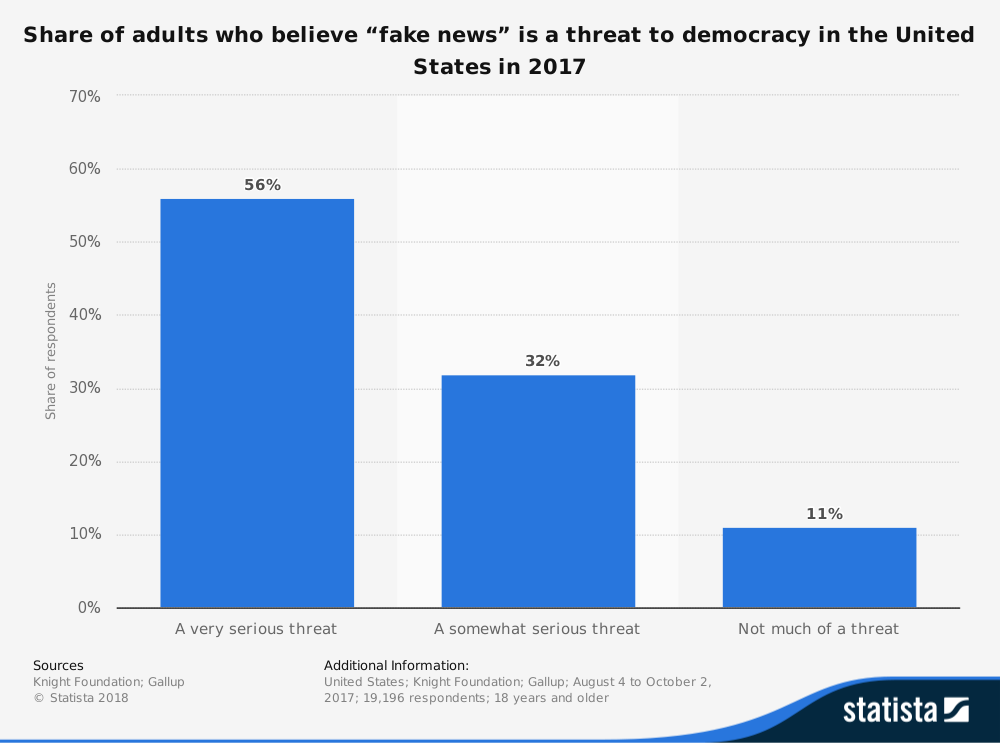 Share of adults who believe “fake news” is a threat to democracy in the United
States in 2017
70%
60%
50%
40%
30%
20%
10%
0%
Share of respondents
56%
32%
11%
A very serious threat
A somewhat serious threat
Not much of a threat
Sources
Knight Foundation; Gallup
© Statista 2018
Additional Information:
United States; Knight Foundation; Gallup; August 4 to October 2,
2017; 19,196 respondents; 18 years and older
statista